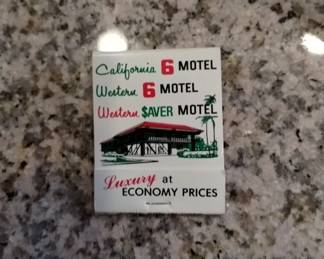 California 6 MOTEL
Western 6 MOTEL
Western $AVER MOTEL
Luxury at
ECONOMY PRICES